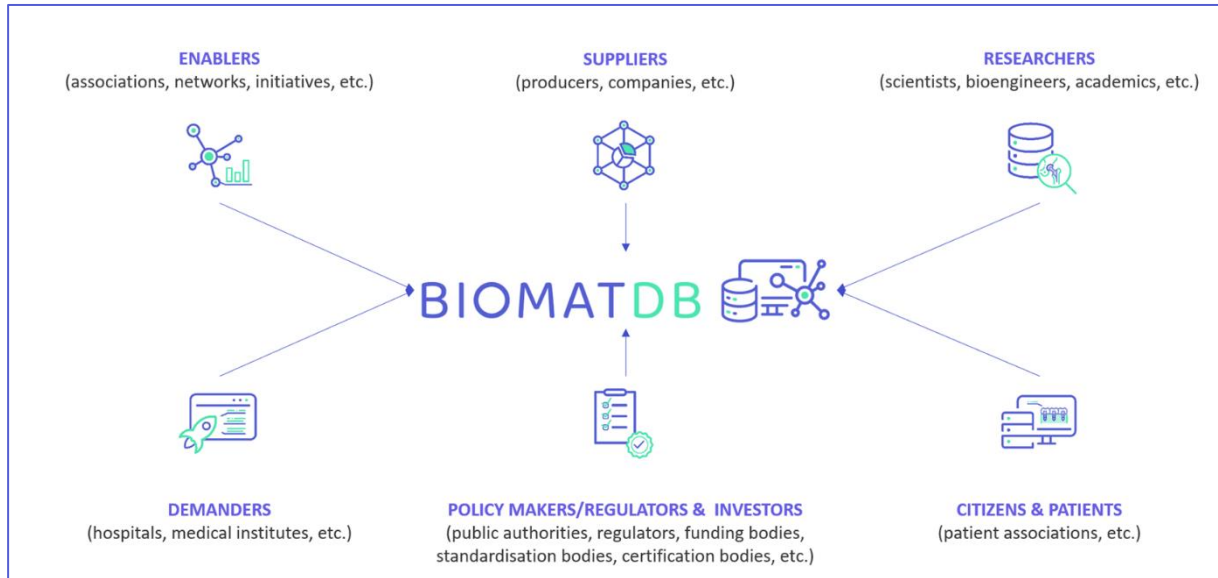 ENABLERS
(associations, networks, initiatives, etc.)
SUPPLIERS
(producers, companies, etc.)
RESEARCHERS
(scientists, bioengineers, academics, etc.)
BIOMATDB
DEMANDERS
(hospitals, medical institutes, etc.)
POLICY MAKERS/REGULATORS & INVESTORS
(public authorities, regulators, funding bodies,
standardisation bodies, certification bodies, etc.)
CITIZENS & PATIENTS
(patient associations, etc.)